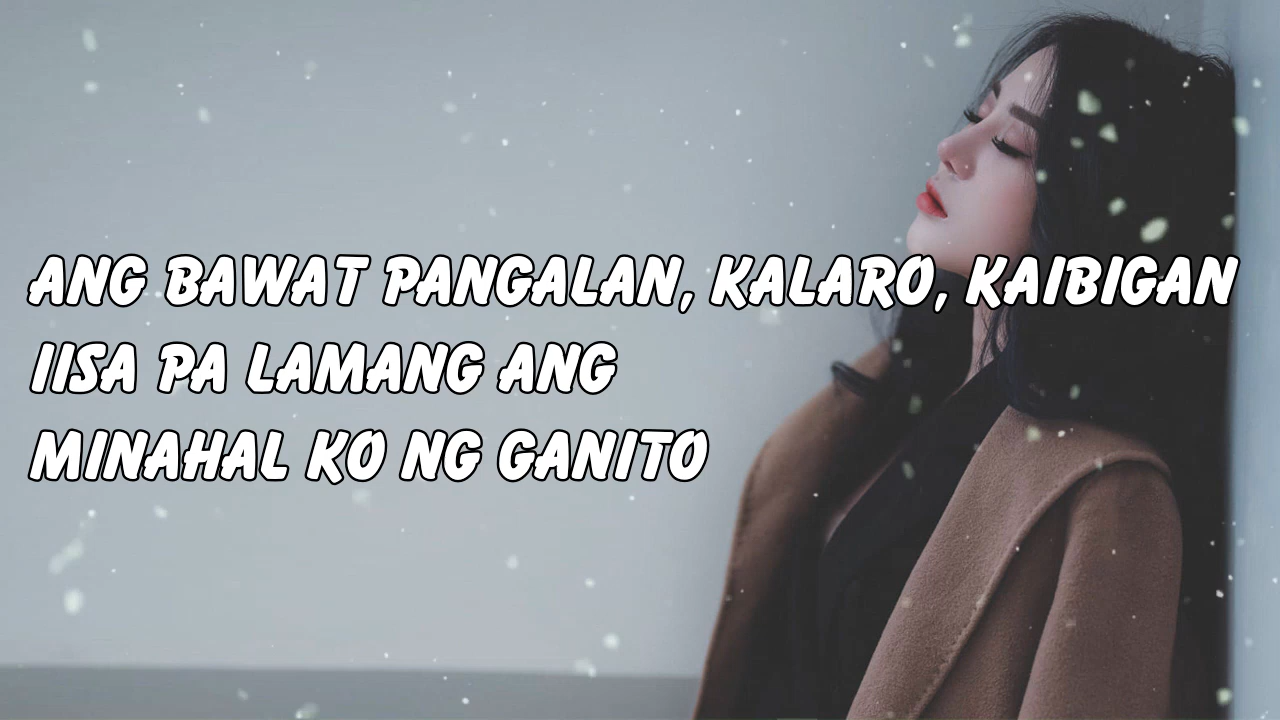 ANG BAWAT PANGALAN, KALARO, KAIBIGAN
IISA PA LAMANG ANG
MINAHAL KO NG GANITO